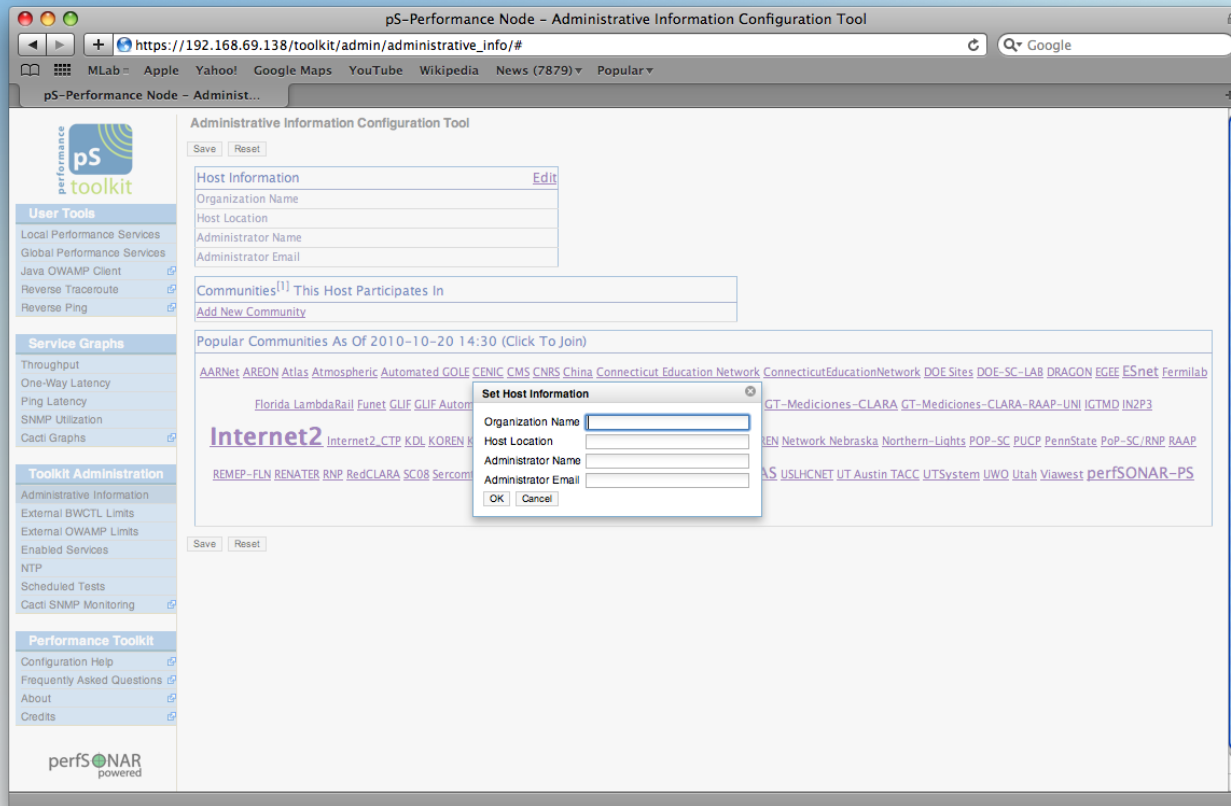 pS-Performance Node – Administrative Information Configuration Tool
https://192.168.69.138/toolkit/admin/administrative_info/#
Google
MLab Apple Yahoo! Google Maps YouTube Wikipedia News (7879) Popular
pS-Performance Node – Administ...
performance
pS
toolkit
User Tools
Local Performance Services
Global Performance Services
Java OWAMP Client
Reverse Traceroute
Reverse Ping
Service Graphs
Throughput
One-Way Latency
Ping Latency
SNMP Utilization
Cacti Graphs
Toolkit Administration
Administrative Information
External BWCTL Limits
External OWAMP Limits
Enabled Services
NTP
Scheduled Tests
Cacti SNMP Monitoring
Performance Toolkit
Configuration Help
Frequently Asked Questions
About
Credits
perfSONAR
powered
Administrative Information Configuration Tool
Save Reset
Host Information Edit
Organization Name
Host Location
Administrator Name
Administrator Email
Communities[1] This Host Participates In
Add New Community
Popular Communities As Of 2010-10-20 14:30 (Click To Join)
AARNet AREON Atlas Atmospheric Automated GOLE CENIC CMS CNRS China Connecticut Education Network ConnecticutEducationNetwork DOE Sites DOE-SC-LAB DRAGON EGEE ESnet Fermilab
Florida LambdaRail Funet GLIF GLIF Autom GT-Mediciones-CLARA GT-Mediciones-CLARA-RAAP-UNI IGTMD IN2P3
Internet2 Internet2_CTP KDL KOREN K REN Network Nebraska Northern-Lights POP-SC PUCP PennState PoP-SC/RNP RAAP
REMEP-FLN RENATER RNP RedCLARA SC08 Sercom AS USLHCNET UT Austin TACC UTSystem UWO Utah Viawest perfSONAR-PS
Set Host Information
Organization Name
Host Location
Administrator Name
Administrator Email
OK Cancel
Save Reset